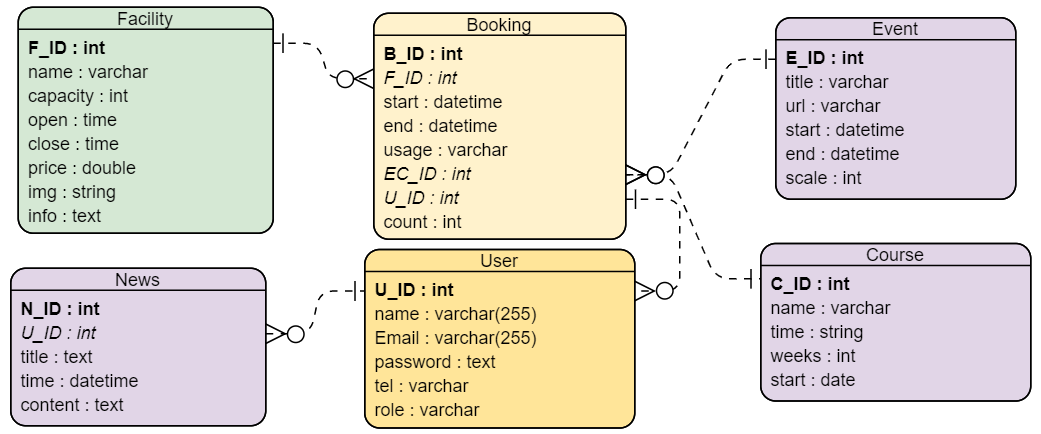 Facility
F_ID : int
name : varchar
capacity : int
open : time
close : time
price : double
img : string
info : text
Booking
B_ID : int
F_ID : int
start : datetime
end : datetime
usage : varchar
EC_ID : int
U_ID : int
count : int
Event
E_ID : int
title : varchar
url : varchar
start : datetime
end : datetime
scale : int
News
N_ID : int
U_ID : int
title : text
time : datetime
content : text
User
U_ID : int
name : varchar(255)
Email : varchar(255)
password : text
tel : varchar
role : varchar
Course
C_ID : int
name : varchar
time : string
weeks : int
start : date